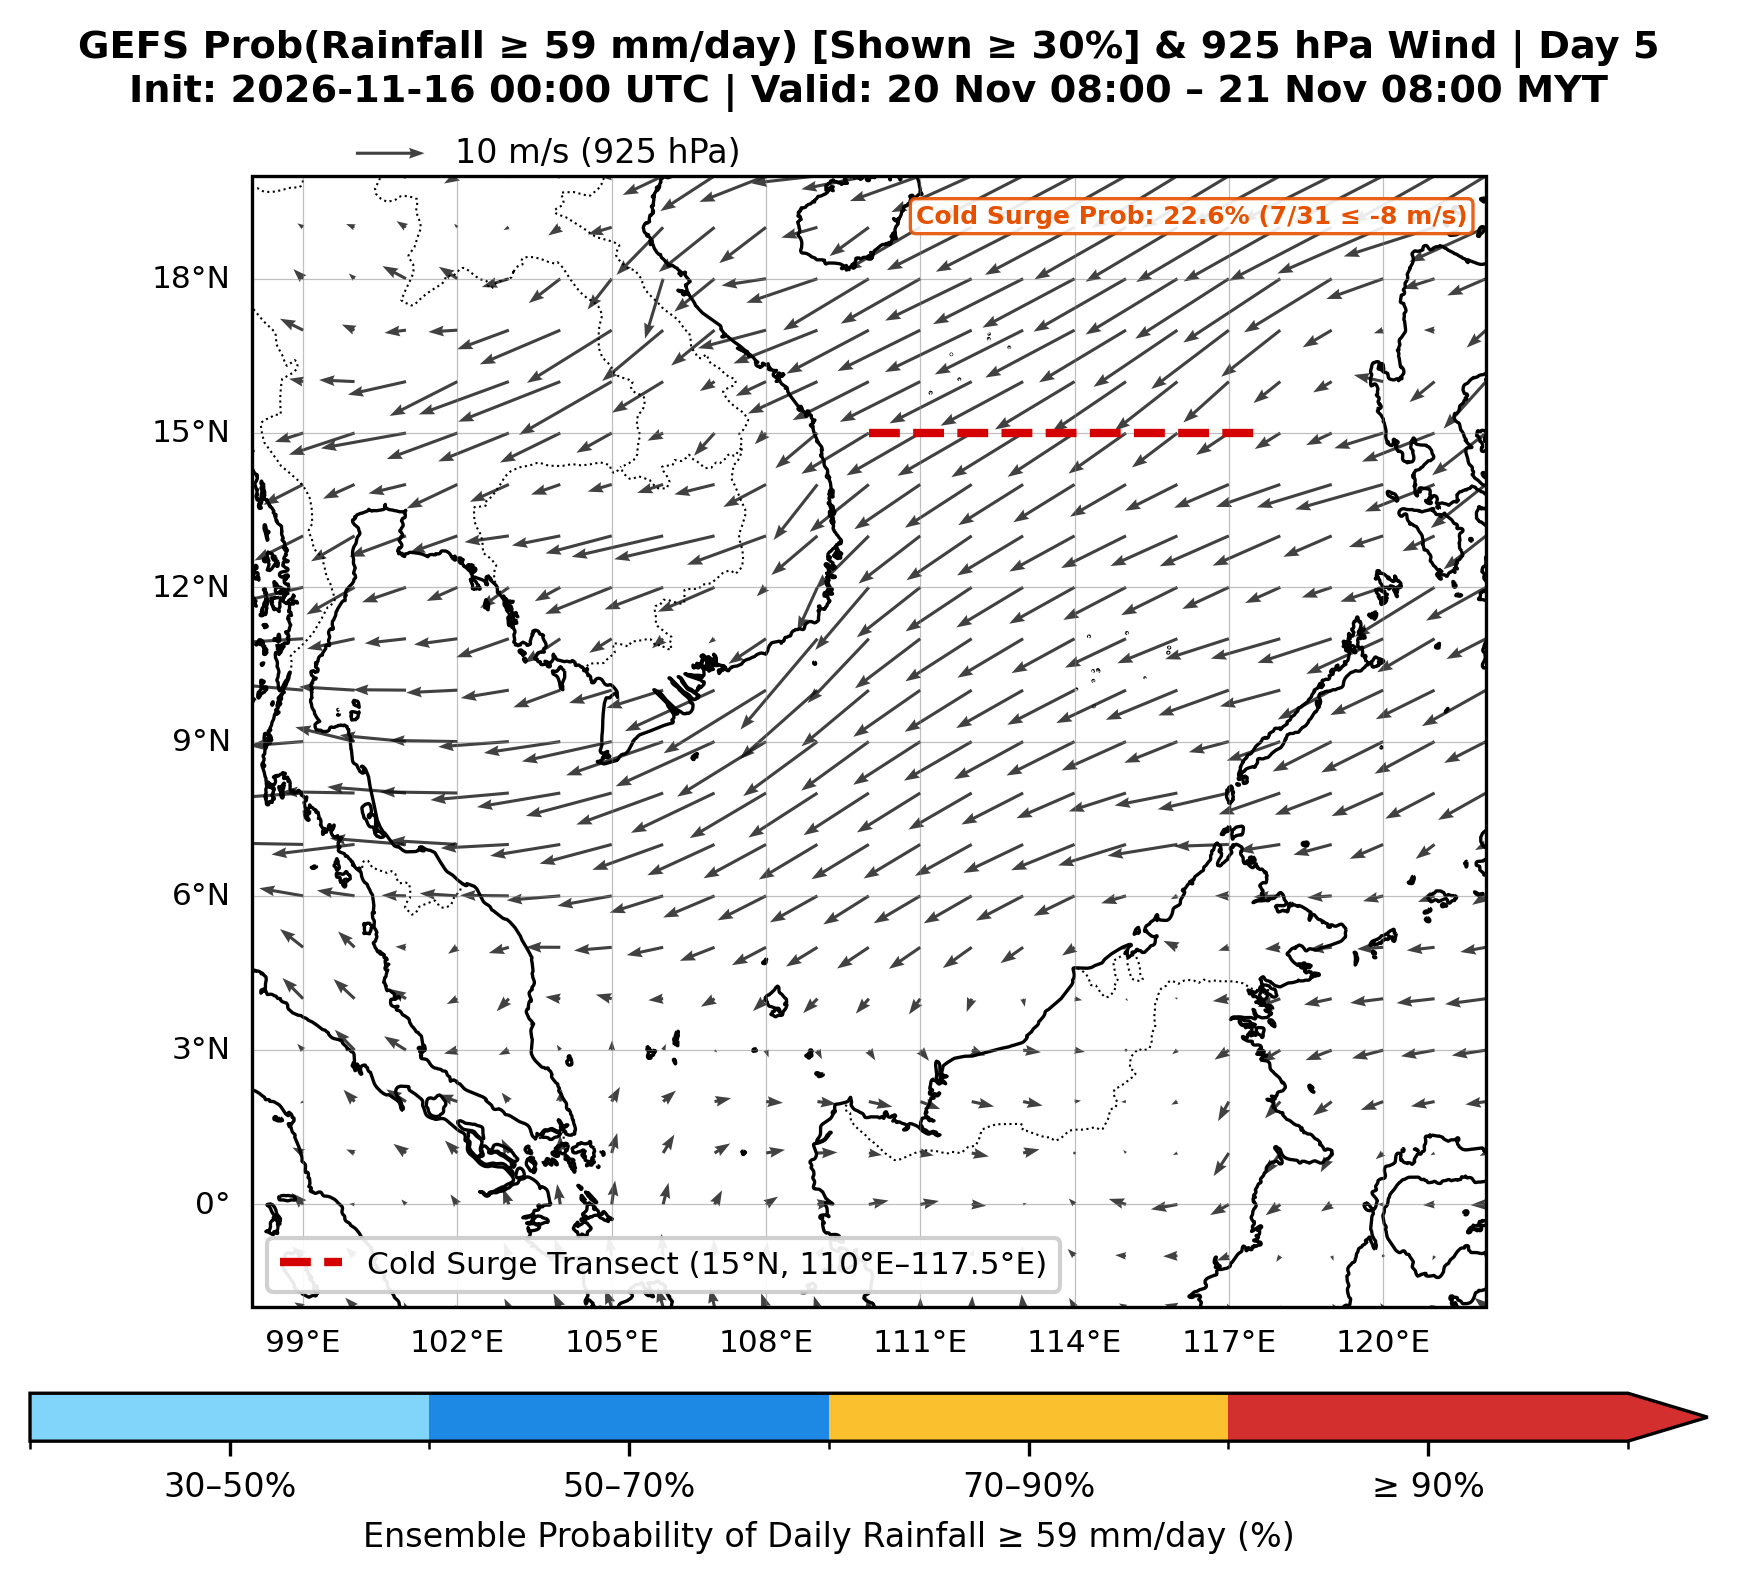 GEFS Prob(Rainfall ≥ 59 mm/day) [Shown ≥ 30%] & 925 hPa Wind | Day 5
Init: 2026-11-16 00:00 UTC | Valid: 20 Nov 08:00 – 21 Nov 08:00 MYT
10 m/s (925 hPa)
Cold Surge Prob: 22.6% (7/31 ≤ -8 m/s)
18°N
15°N
12°N
9°N
6°N
3°N
0°
Cold Surge Transect (15°N, 110°E–117.5°E)
99°E 102°E 105°E 108°E 111°E 114°E 117°E 120°E
30–50% 50–70% 70–90% ≥ 90%
Ensemble Probability of Daily Rainfall ≥ 59 mm/day (%)